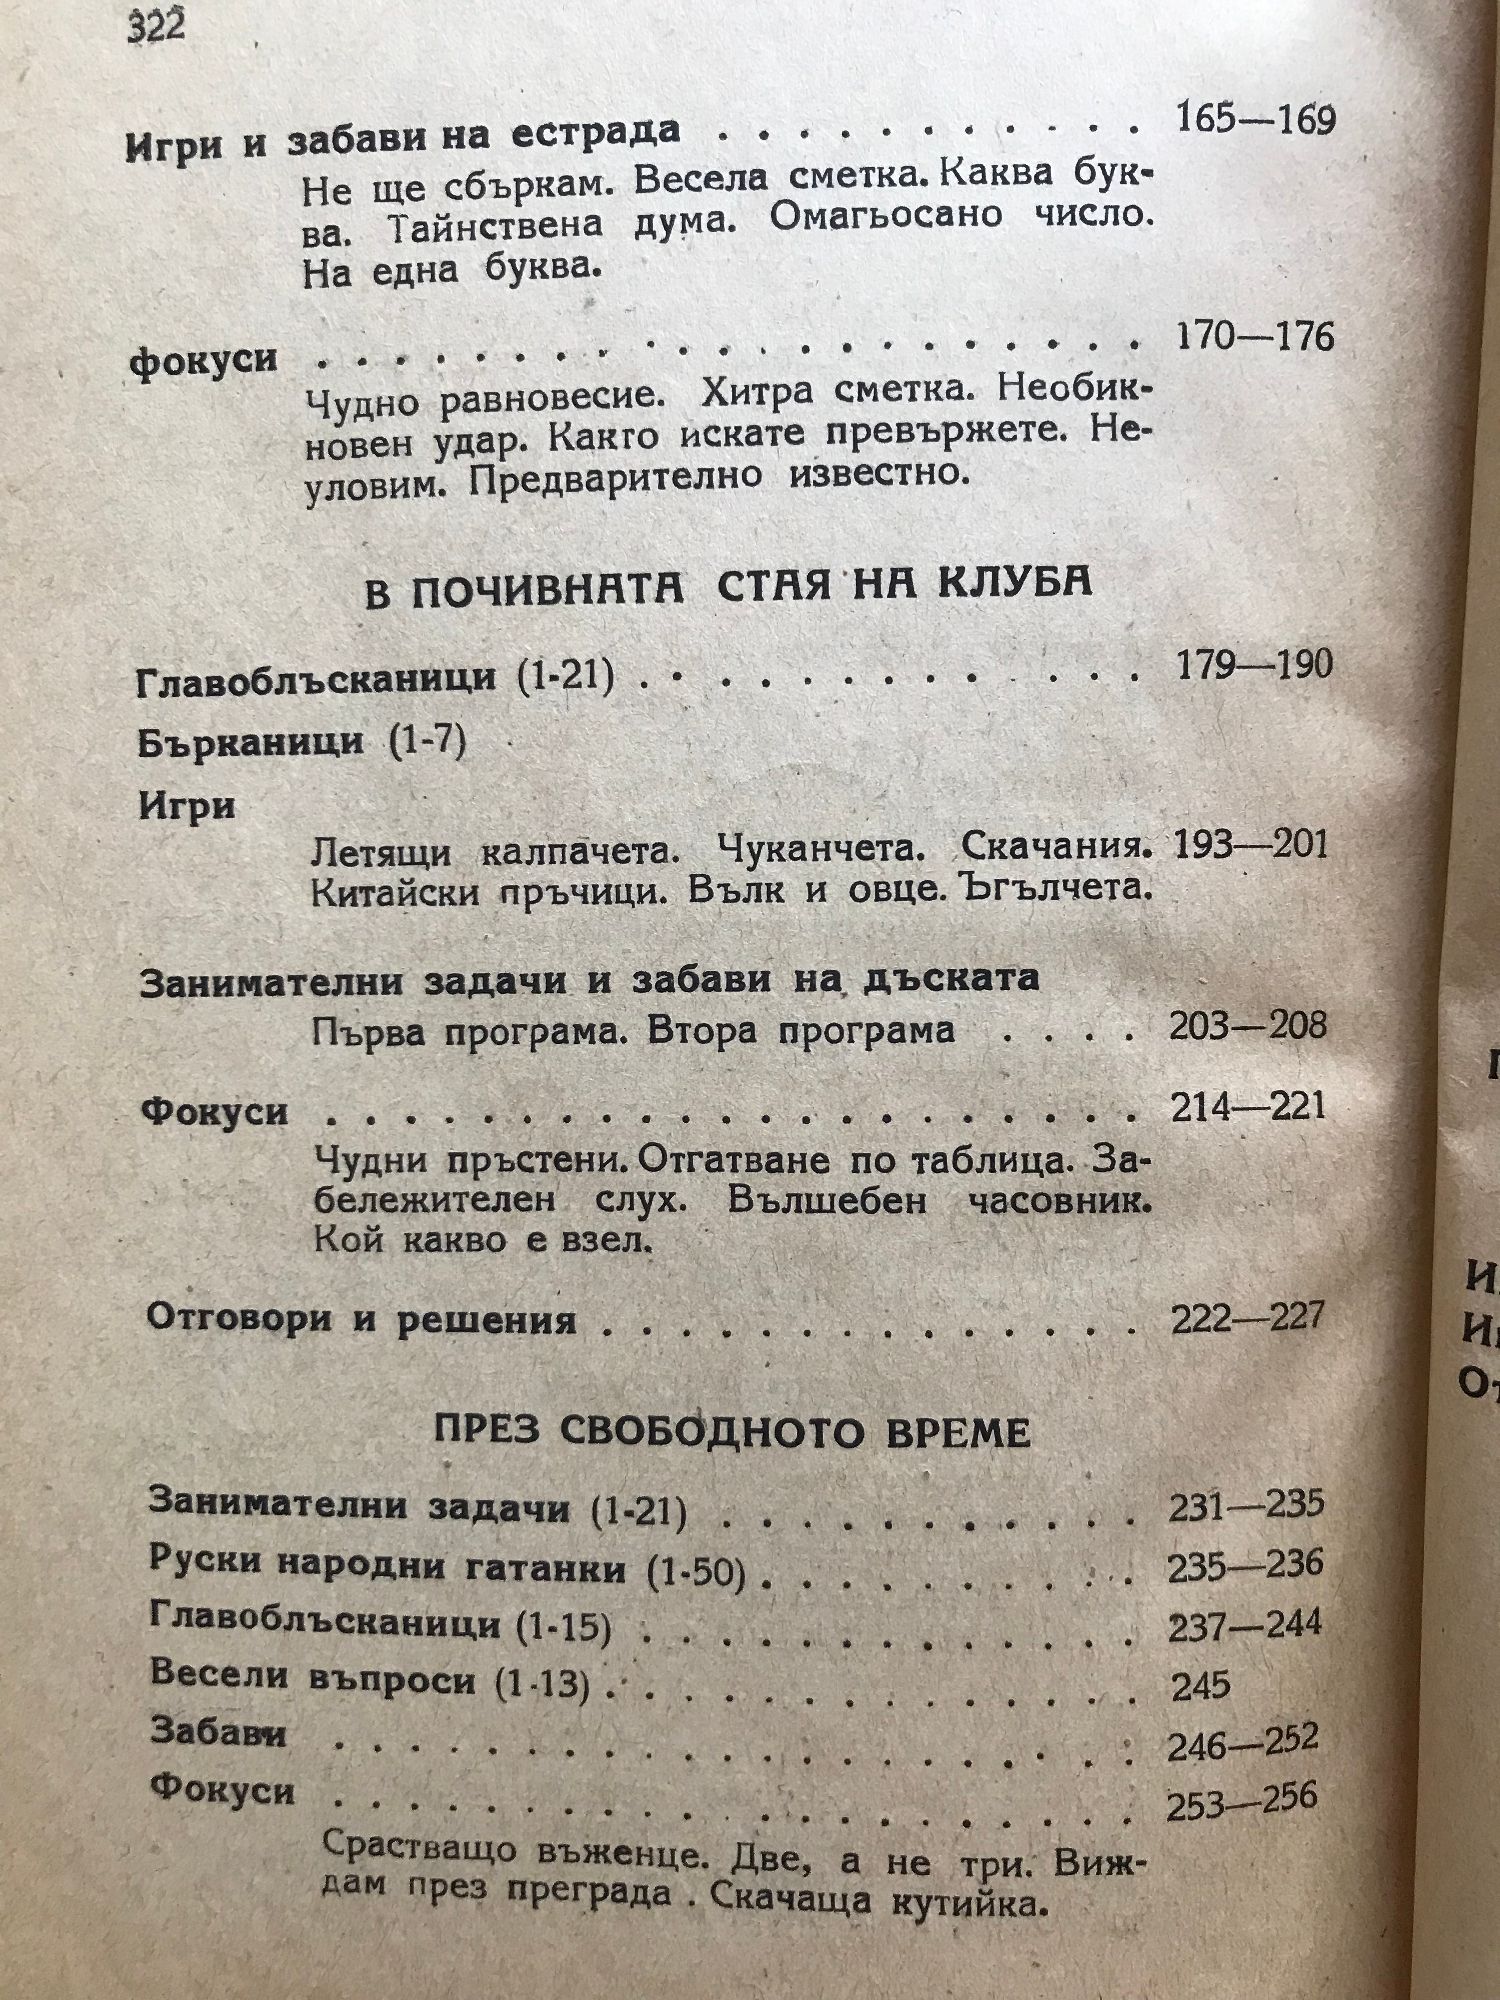 322
Игри и забави на естрада . . . . . . . . . . . 165—169
Не ще сбъркам. Весела сметка. Каква бук-
ва. Тайнствена дума. Омагьосано число.
На една буква.
фокуси . . . . . . . . . . . . . . . . . . . . . 170—176
Чудно равновесие. Хитра сметка. Необик-
новен удар. Както искате превържете. Не-
уловим. Предварително известно.
В ПОЧИВНАТА СТАЯ НА КЛУБА
Главоблъсканици (1-21) . . . . . . . . . . . . . 179—190
Бърканици (1-7)
Игри
Летящи калпачета. Чуканчета. Скачания. 193—201
Китайски пръчици. Вълк и овце. Ъгълчета.
Занимателни задачи и забави на дъската
Първа програма. Втора програма . . . . 203—208
Фокуси . . . . . . . . . . . . . . . . . . . . . 214—221
Чудни пръстени. Отгатване по таблица. За-
бележителен слух. Вълшебен часовник.
Кой какво е взел.
Отговори и решения . . . . . . . . . . . . . . 222—227
ПРЕЗ СВОБОДНОТО ВРЕМЕ
Занимателни задачи (1-21) . . . . . . . . . . . 231—235
Руски народни гатанки (1-50) . . . . . . . . . . 235—236
Главоблъсканици (1-15) . . . . . . . . . . . . . 237—244
Весели въпроси (1-13) . . . . . . . . . . . . . . 245
Забави . . . . . . . . . . . . . . . . . . . . . 246—252
Фокуси . . . . . . . . . . . . . . . . . . . . . 253—256
Срастващо въженце. Две, а не три. Виж-
дам през преграда . Скачаща кутийка.